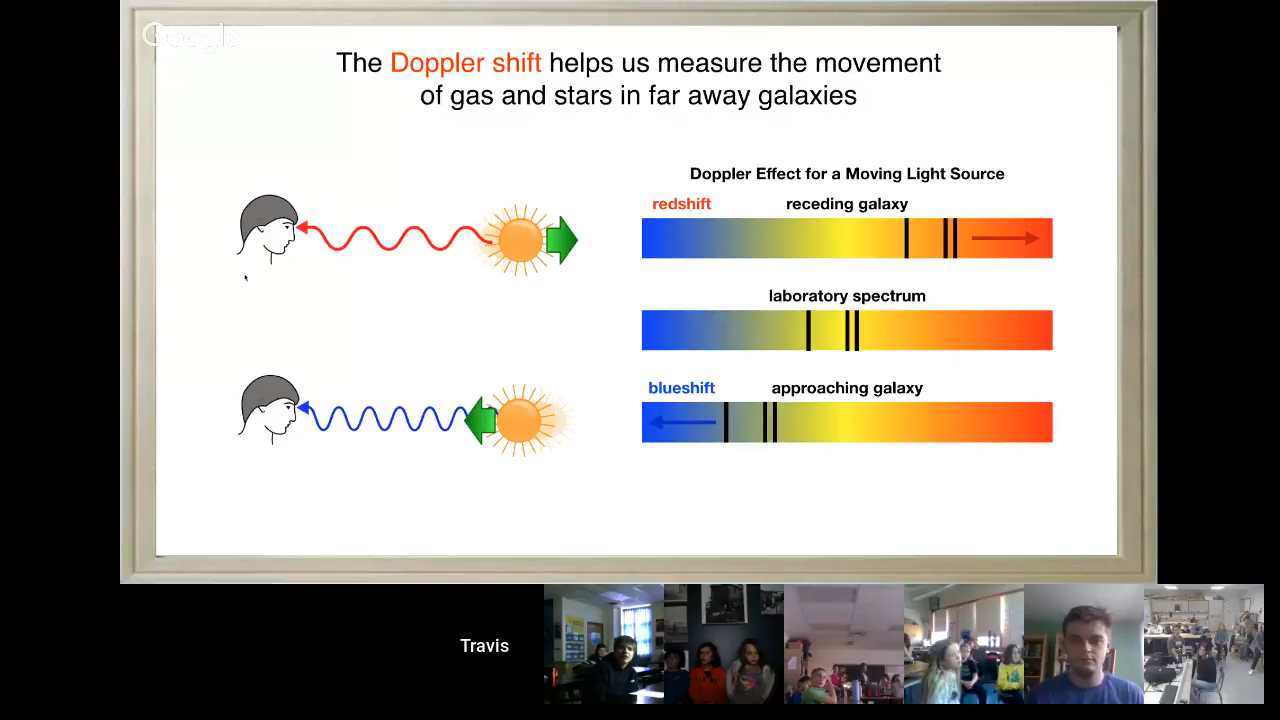 Google
The Doppler shift helps us measure the movement
of gas and stars in far away galaxies
Doppler Effect for a Moving Light Source
redshift receding galaxy
laboratory spectrum
blueshift approaching galaxy
Travis